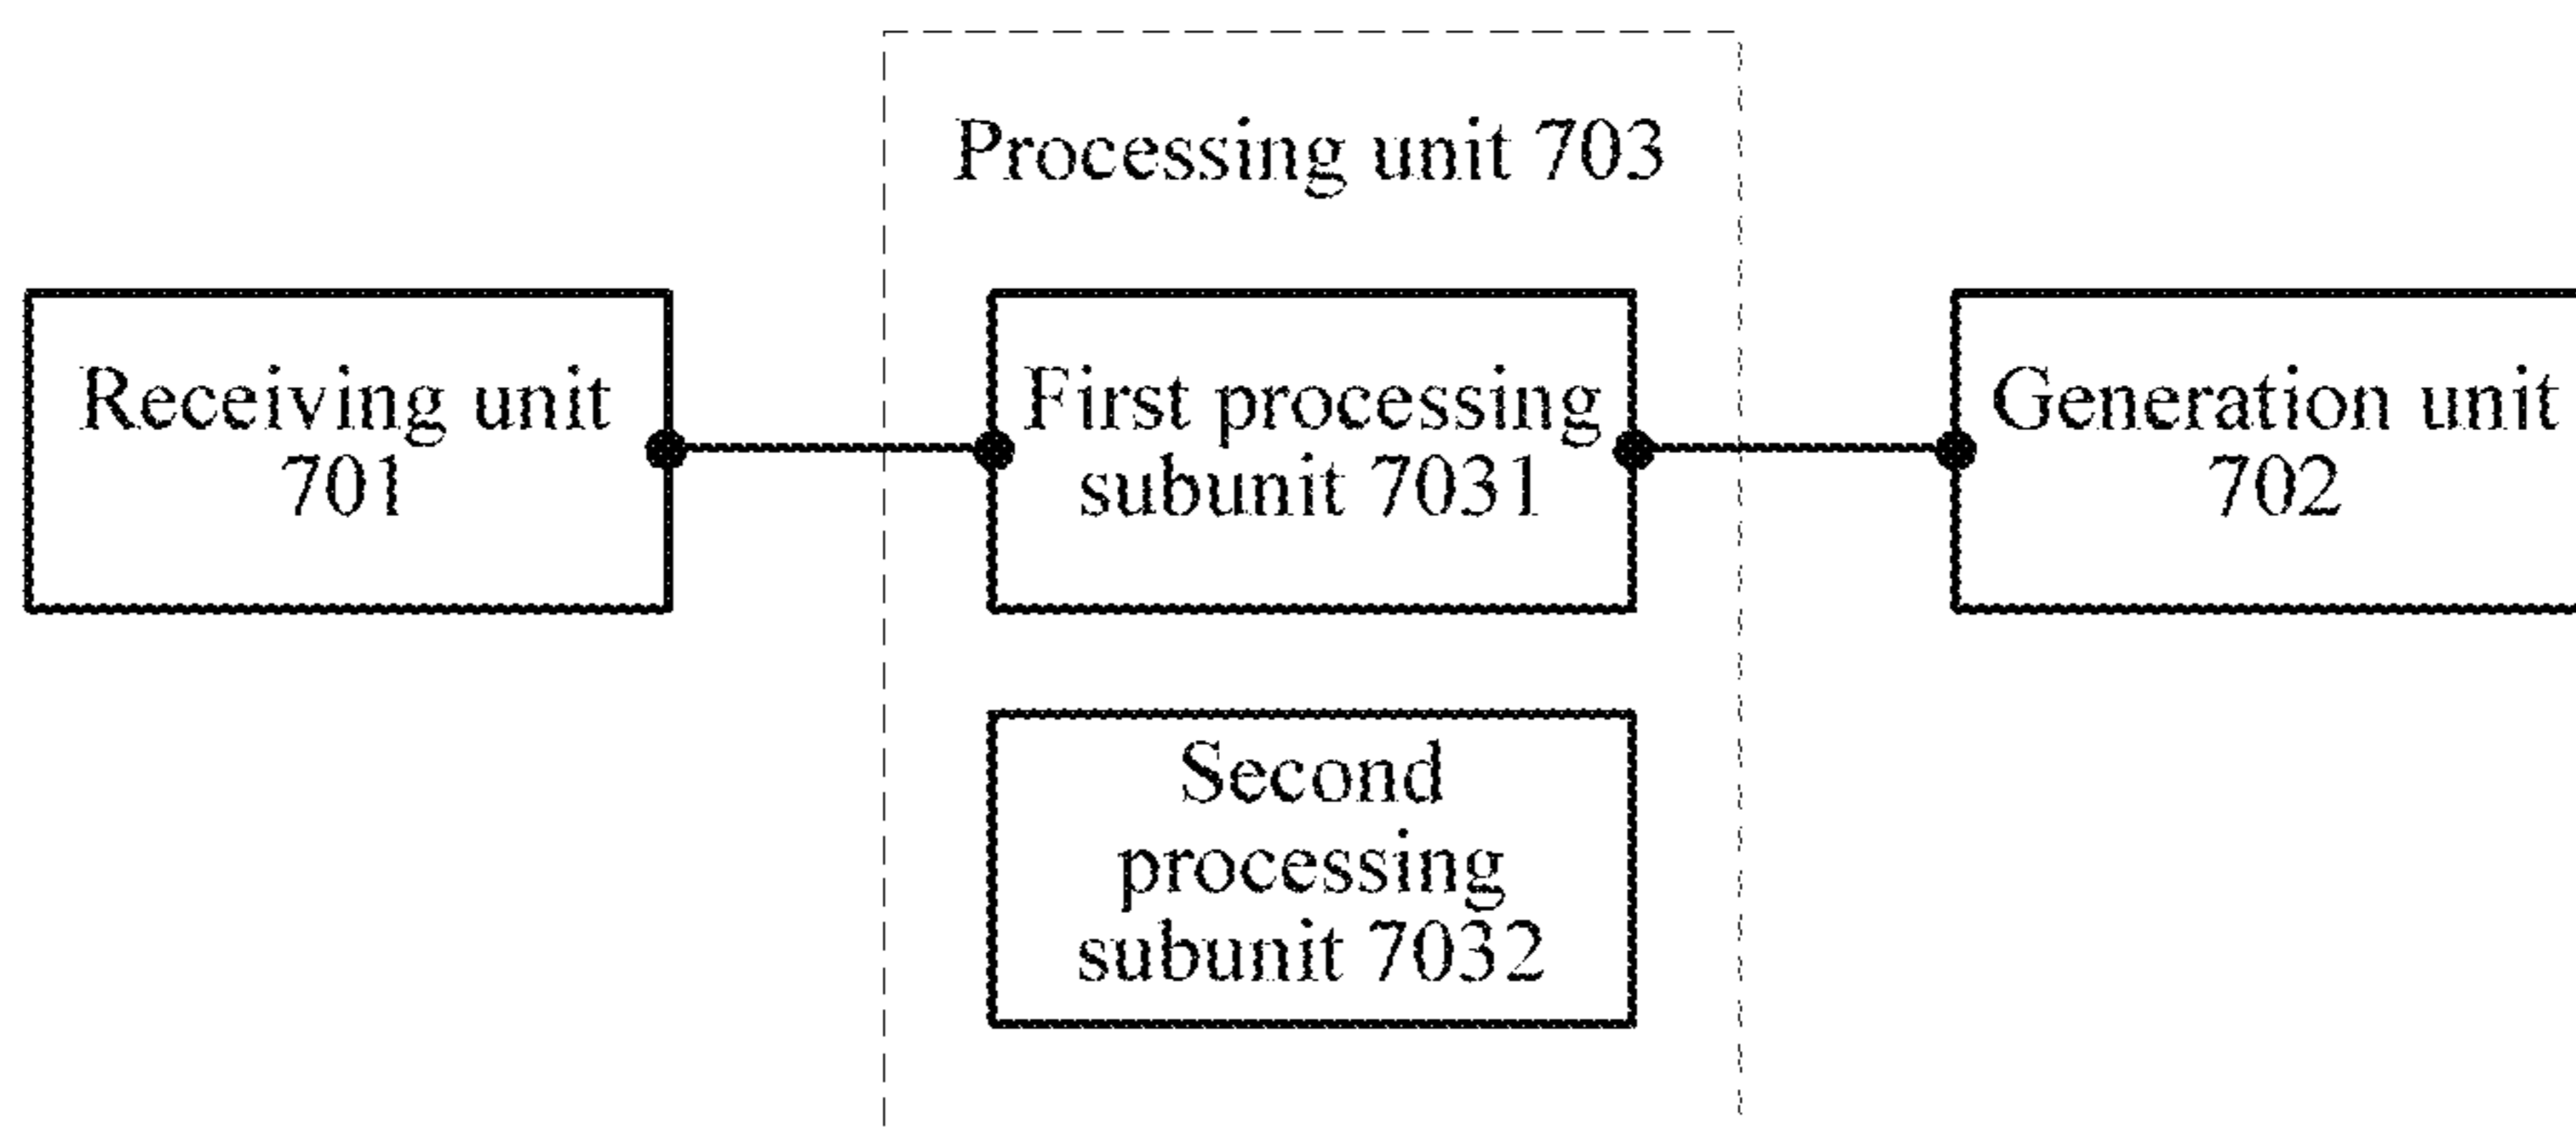 Processing unit 703
Receiving unit
701
First processing
subunit 7031
Generation unit
702
Second
processing
subunit 7032